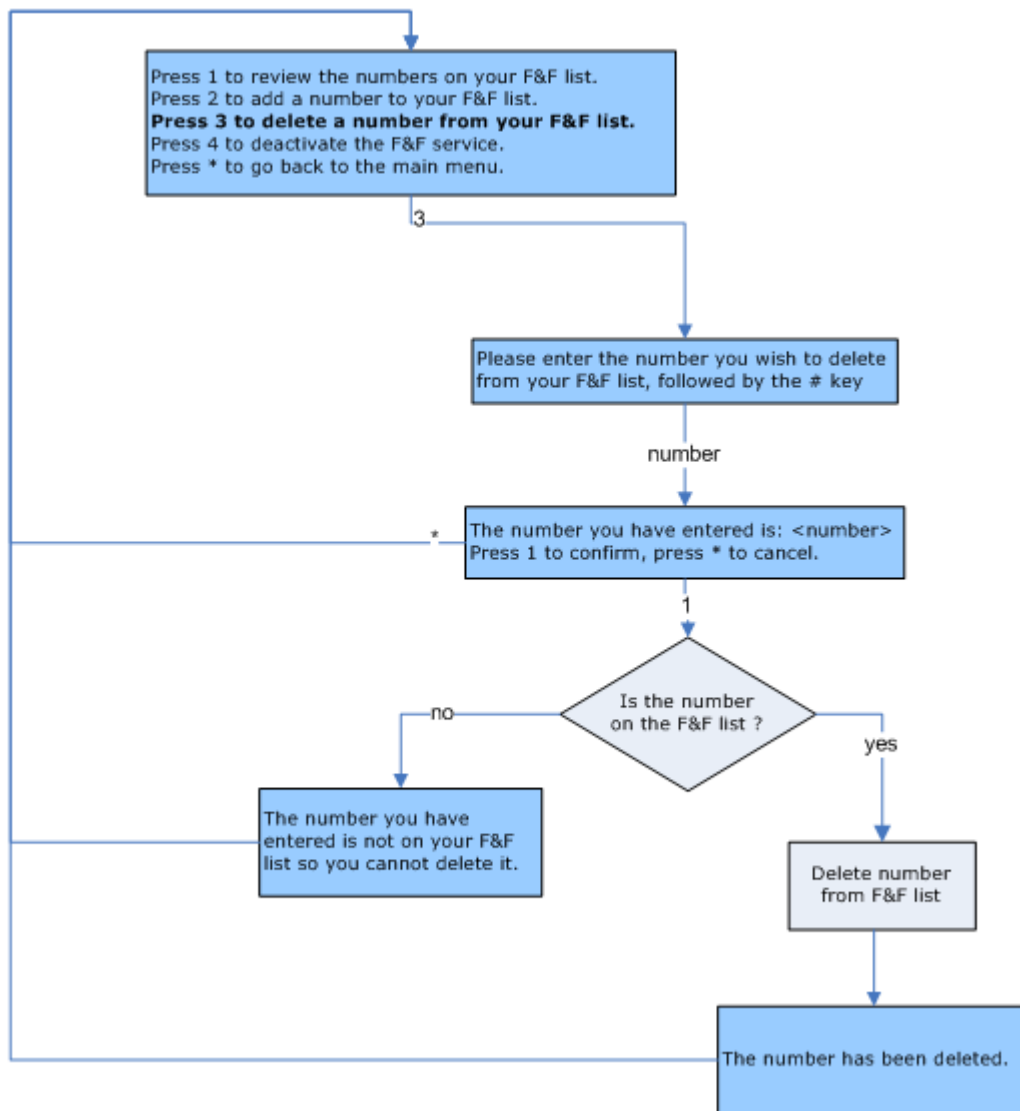 Press 1 to review the numbers on your F&F list.
Press 2 to add a number to your F&F list.
Press 3 to delete a number from your F&F list.
Press 4 to deactivate the F&F service.
Press * to go back to the main menu.
3
Please enter the number you wish to delete
from your F&F list, followed by the # key
number
The number you have entered is: <number>
Press 1 to confirm, press * to cancel.
*
1
Is the number
on the F&F list ?
no
yes
The number you have
entered is not on your F&F
list so you cannot delete it.
Delete number
from F&F list
The number has been deleted.